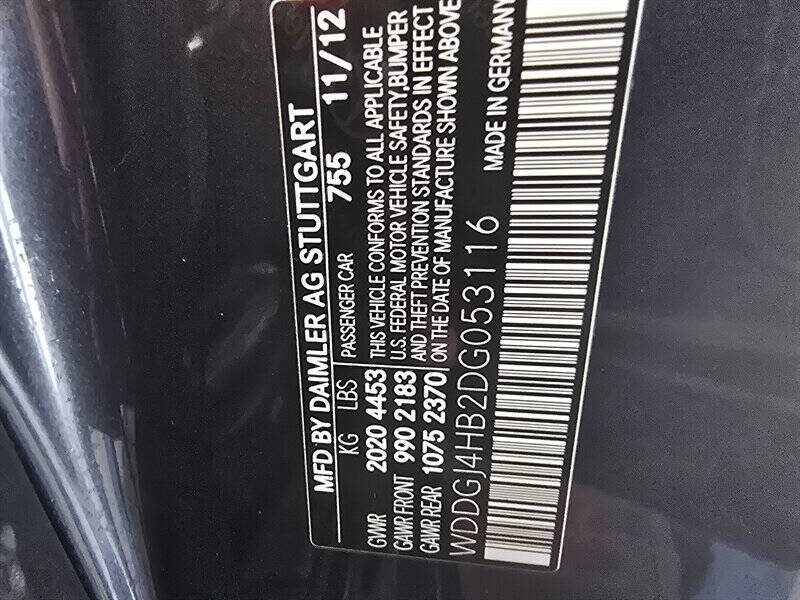 MFD BY DAIMLER AG STUTTGART
755 11/12
KG LBS PASSENGER CAR
GVWR 2020 4453
GAWR FRONT 990 2183
GAWR REAR 1075 2370
THIS VEHICLE CONFORMS TO ALL APPLICABLE
U.S. FEDERAL MOTOR VEHICLE SAFETY,BUMPER
AND THEFT PREVENTION STANDARDS IN EFFECT
ON THE DATE OF MANUFACTURE SHOWN ABOVE
WDDGJ4HB2DG053116 MADE IN GERMANY